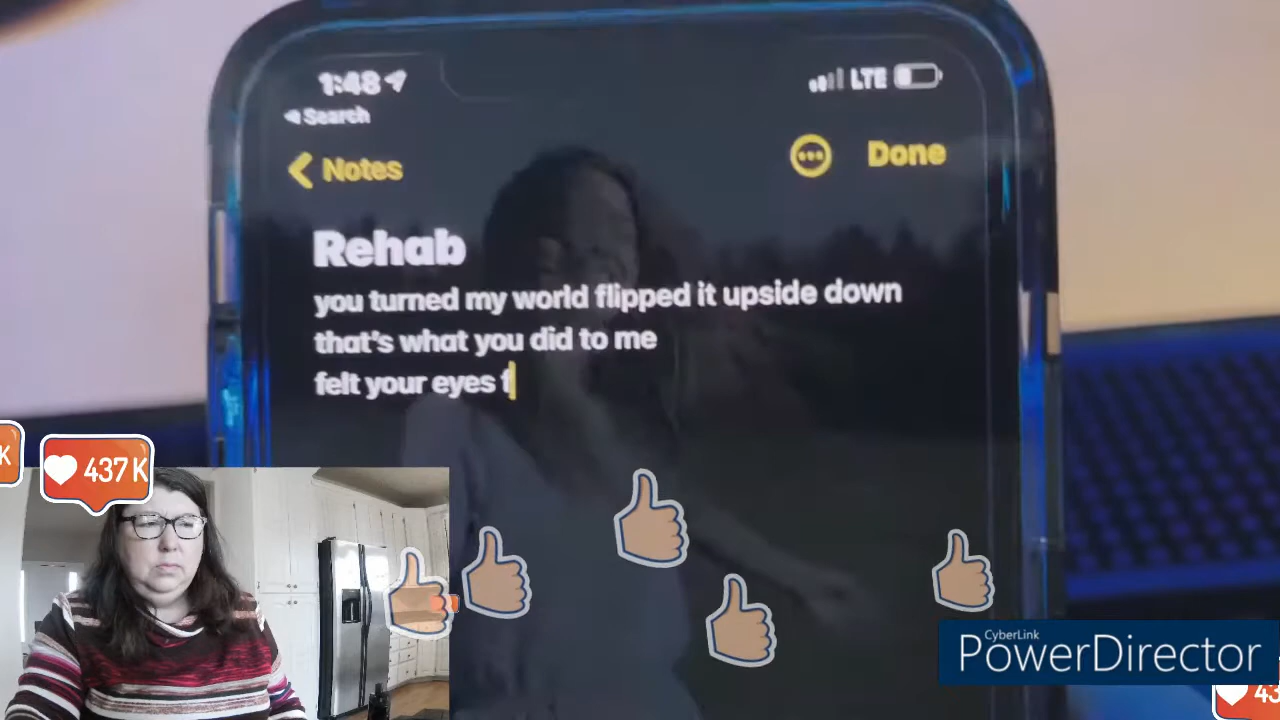 1:48
LTE
Search
Notes
Done
Rehab
you turned my world flipped it upside down
that's what you did to me
felt your eyes f
K
437 K
CyberLink
PowerDirector
43